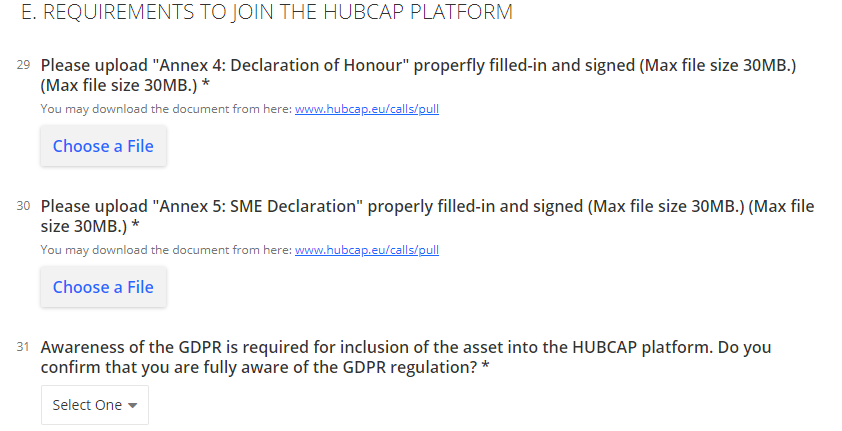 E. REQUIREMENTS TO JOIN THE HUBCAP PLATFORM
29 Please upload "Annex 4: Declaration of Honour" properfly filled-in and signed (Max file size 30MB.)
(Max file size 30MB.) *
You may download the document from here: www.hubcap.eu/calls/pull
Choose a File
30 Please upload "Annex 5: SME Declaration" properly filled-in and signed (Max file size 30MB.) (Max file
size 30MB.) *
You may download the document from here: www.hubcap.eu/calls/pull
Choose a File
31 Awareness of the GDPR is required for inclusion of the asset into the HUBCAP platform. Do you
confirm that you are fully aware of the GDPR regulation? *
Select One